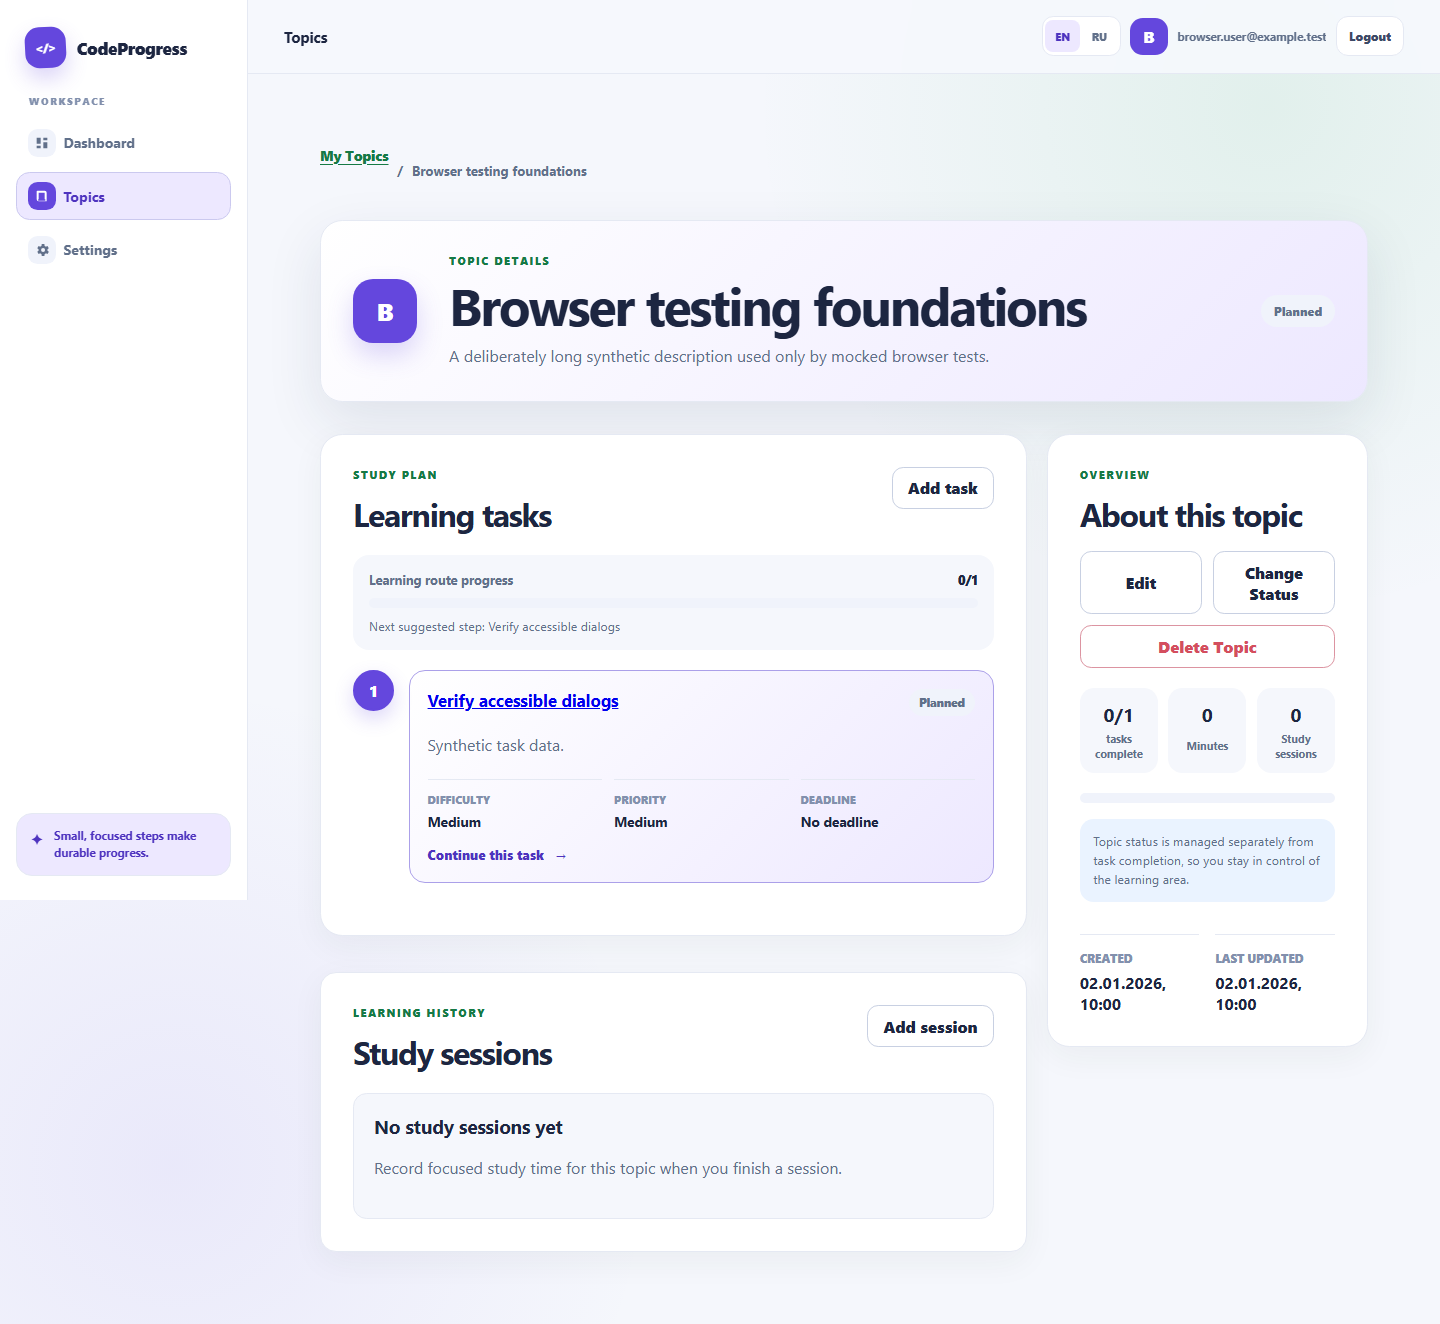 </> CodeProgress
WORKSPACE
Dashboard
Topics
Settings
✦ Small, focused steps make
durable progress.
Topics
EN RU
B
browser.user@example.test
Logout
My Topics
/ Browser testing foundations
B
TOPIC DETAILS
Browser testing foundations
A deliberately long synthetic description used only by mocked browser tests.
Planned
STUDY PLAN
Learning tasks
Add task
Learning route progress 0/1
Next suggested step: Verify accessible dialogs
1
Verify accessible dialogs
Planned
Synthetic task data.
DIFFICULTY PRIORITY DEADLINE
Medium Medium No deadline
Continue this task →
LEARNING HISTORY
Study sessions
Add session
No study sessions yet
Record focused study time for this topic when you finish a session.
OVERVIEW
About this topic
Edit
Change
Status
Delete Topic
0/1
tasks
complete
0
Minutes
0
Study
sessions
Topic status is managed separately from
task completion, so you stay in control of
the learning area.
CREATED
02.01.2026,
10:00
LAST UPDATED
02.01.2026,
10:00